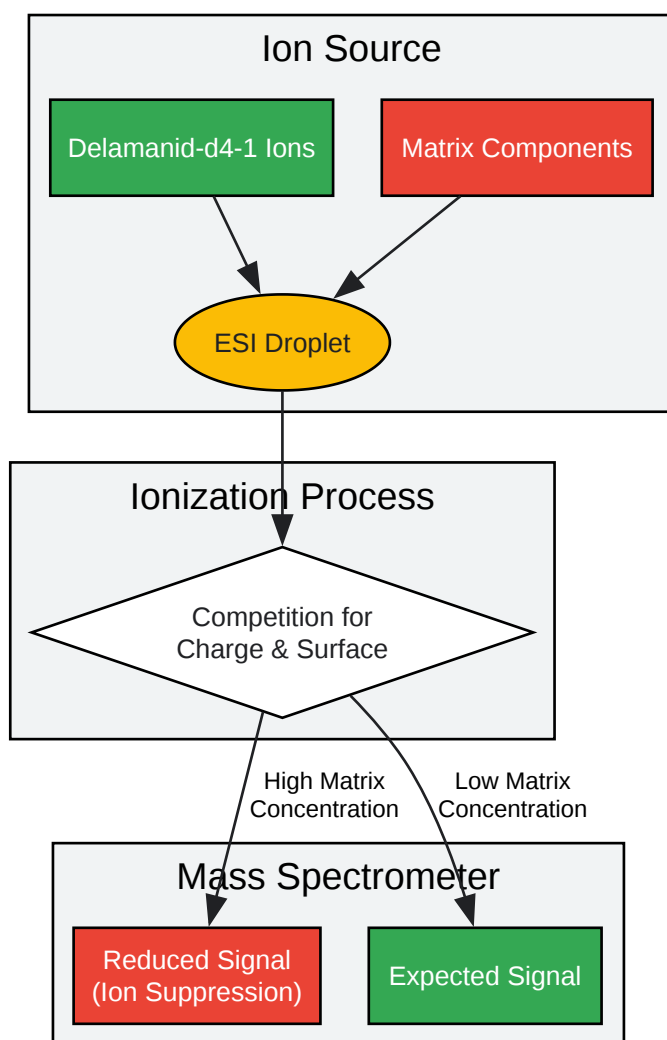 Ion Source
Delamanid-d4-1 Ions
Matrix Components
ESI Droplet
Ionization Process
Competition for
Charge & Surface
High Matrix
Concentration
Low Matrix
Concentration
Mass Spectrometer
Reduced Signal
(Ion Suppression)
Expected Signal